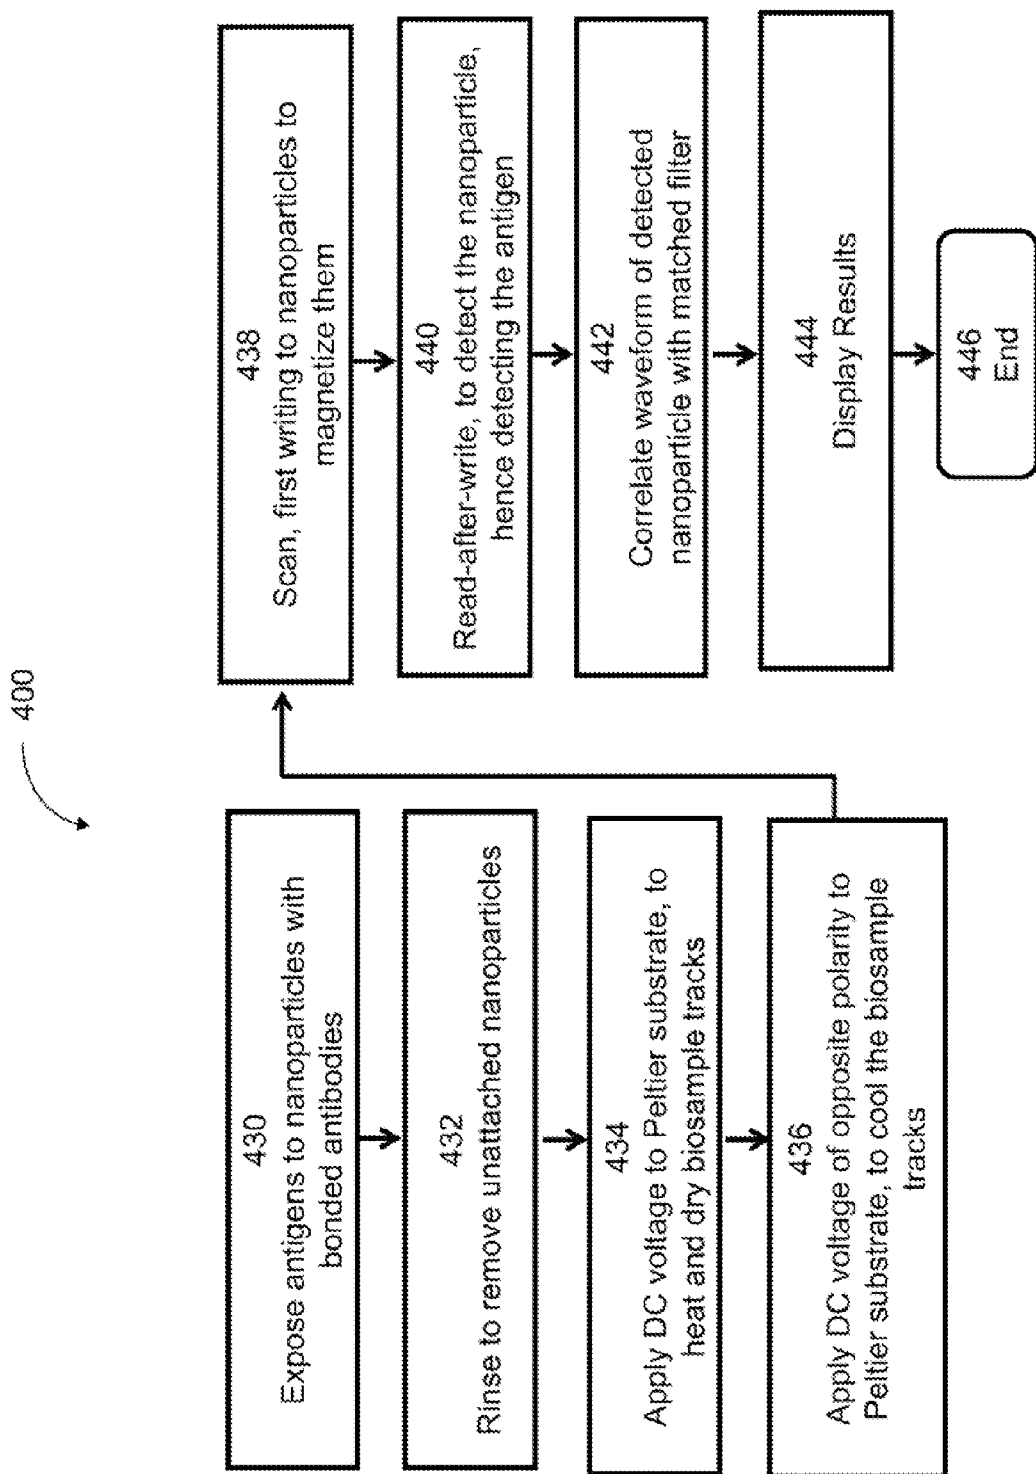 400
430
Expose antigens to nanoparticles with
bonded antibodies
432
Rinse to remove unattached nanoparticles
434
Apply DC voltage to Peltier substrate, to
heat and dry biosample tracks
436
Apply DC voltage of opposite polarity to
Peltier substrate, to cool the biosample
tracks
438
Scan, first writing to nanoparticles to
magnetize them
440
Read-after-write, to detect the nanoparticle,
hence detecting the antigen
442
Correlate waveform of detected
nanoparticle with matched filter
444
Display Results
446
End